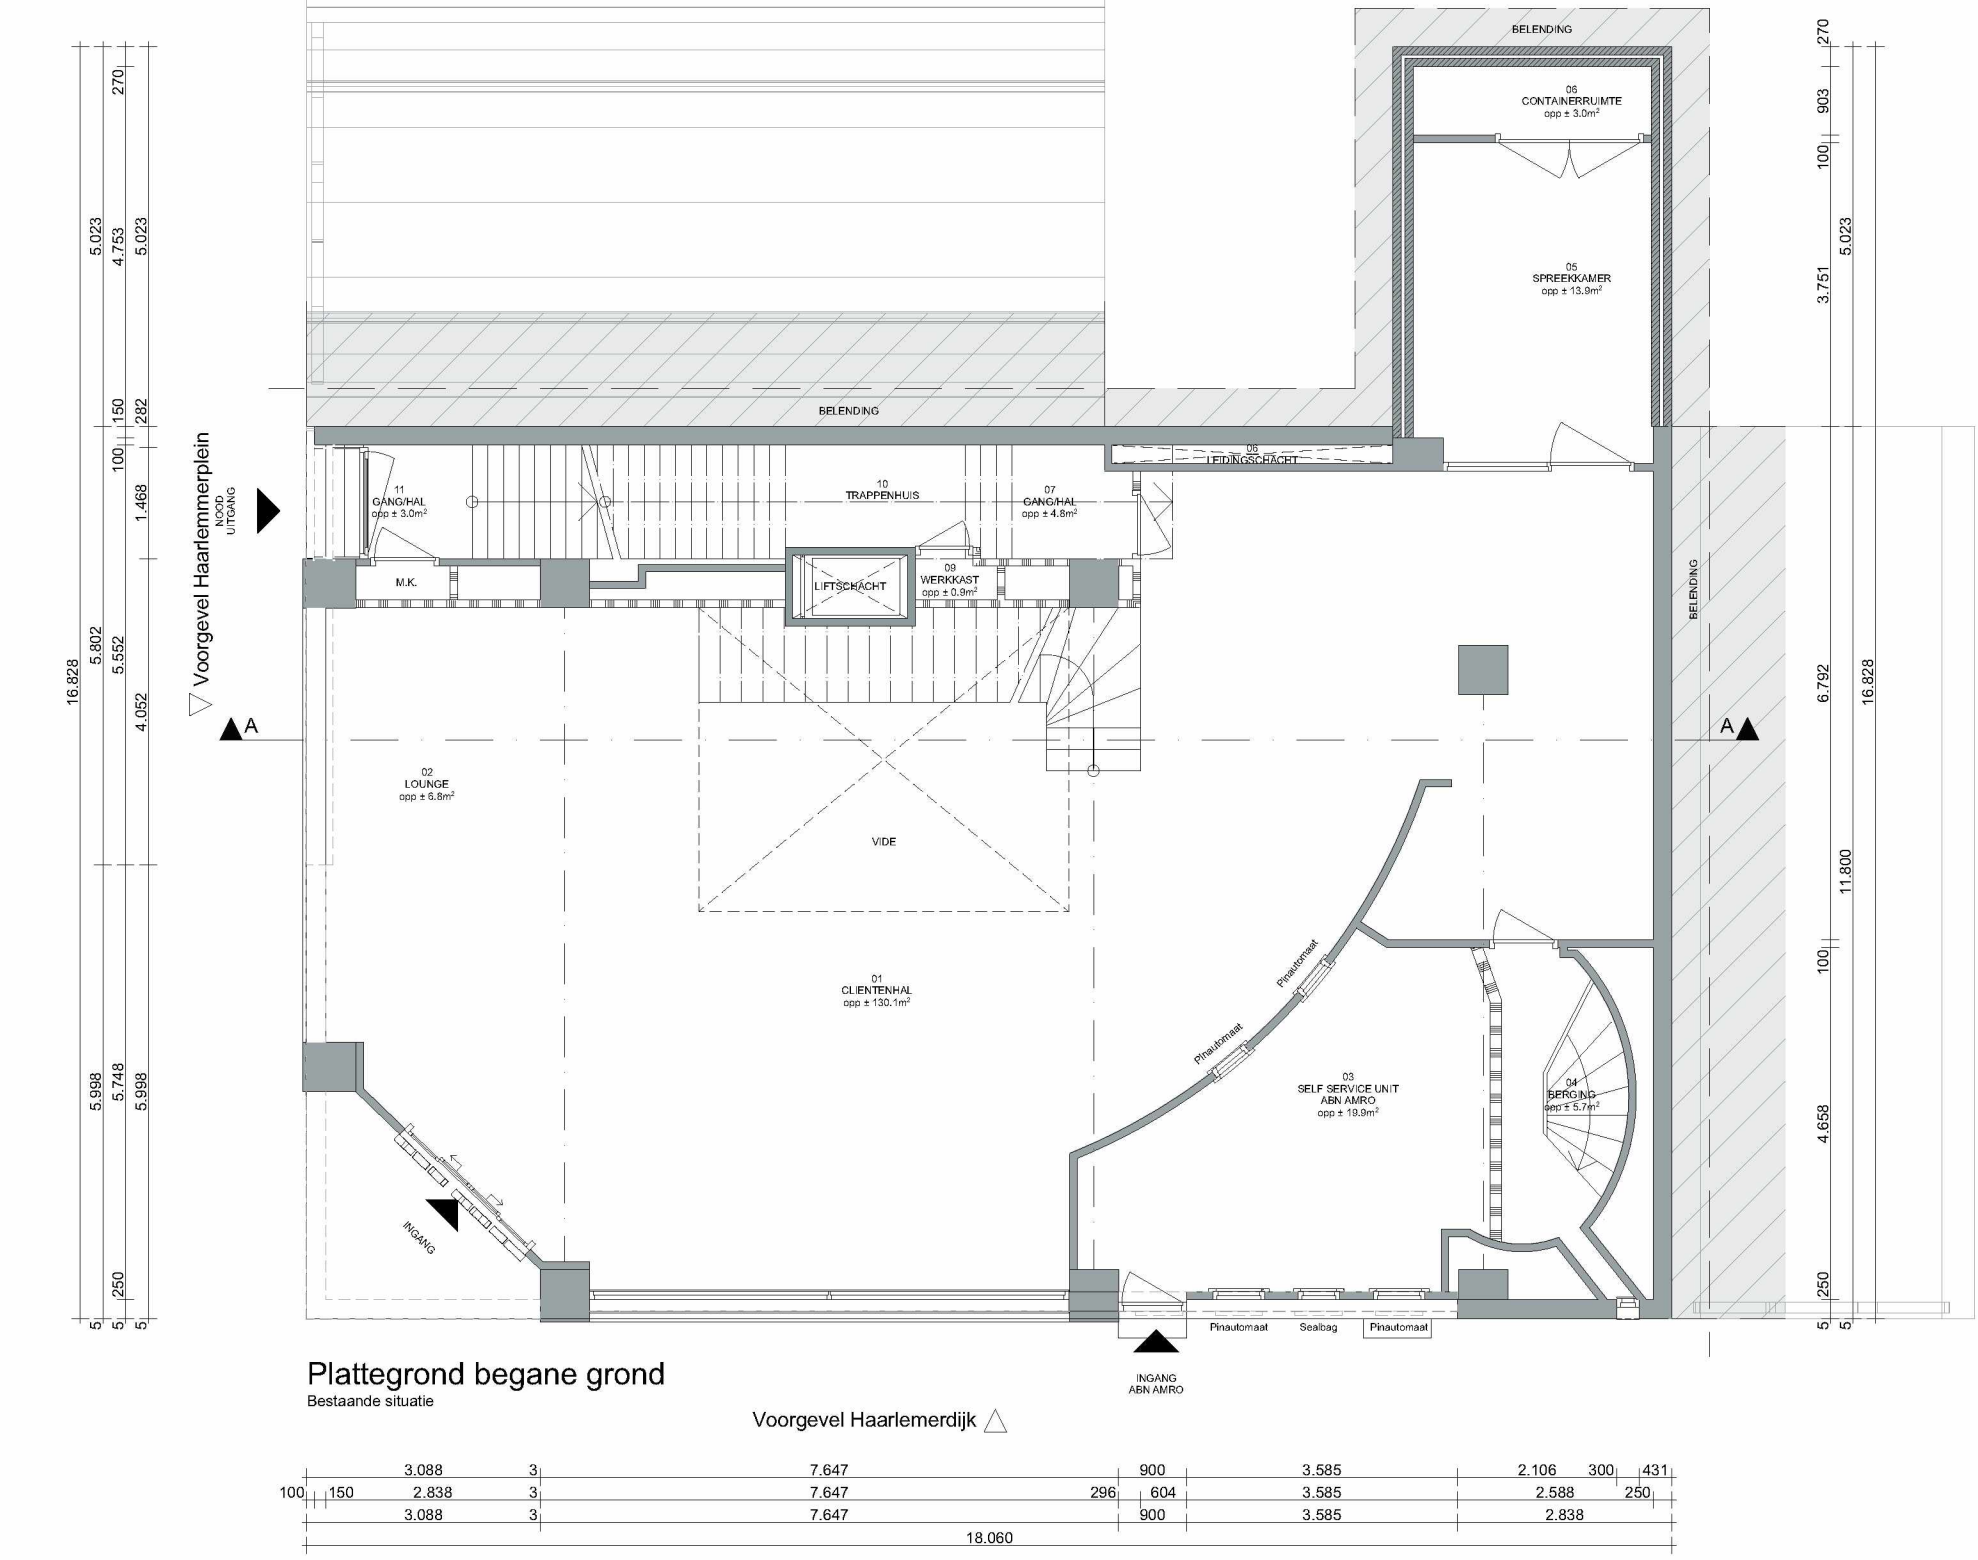 BELENDING
06
CONTAINERRUIMTE
opp ± 3.0m²
05
SPREEKKAMER
opp ± 13.9m²
BELENDING
06
LEIDINGSCHACHT
Voorgevel Haarlemmerplein
NOOD
UITGANG
11
GANG/HAL
opp ± 3.0m²
10
TRAPPENHUIS
07
GANG/HAL
opp ± 4.8m²
M.K.
LIFTSCHACHT
09
WERKKAST
opp ± 0.9m²
BELENDING
A
A
02
LOUNGE
opp ± 6.8m²
VIDE
01
CLIENTENHAL
opp ± 130.1m²
Pinautomaat
Pinautomaat
03
SELF SERVICE UNIT
ABN AMRO
opp ± 19.9m²
04
BERGING
opp ± 5.7m²
INGANG
Pinautomaat
Sealbag
Pinautomaat
INGANG
ABN AMRO
Plattegrond begane grond
Bestaande situatie
Voorgevel Haarlemerdijk
16.828
5.023
5.802
5.998
5
270
4.753
150
100
5.552
5.748
250
5
5.023
282
1.468
4.052
5.998
5
270
903
100
3.751
6.792
100
4.658
250
5
5.023
11.800
5
16.828
3.088
3
7.647
900
3.585
2.106
300
431
100
150
2.838
3
7.647
296
604
3.585
2.588
250
3.088
3
7.647
900
3.585
2.838
18.060